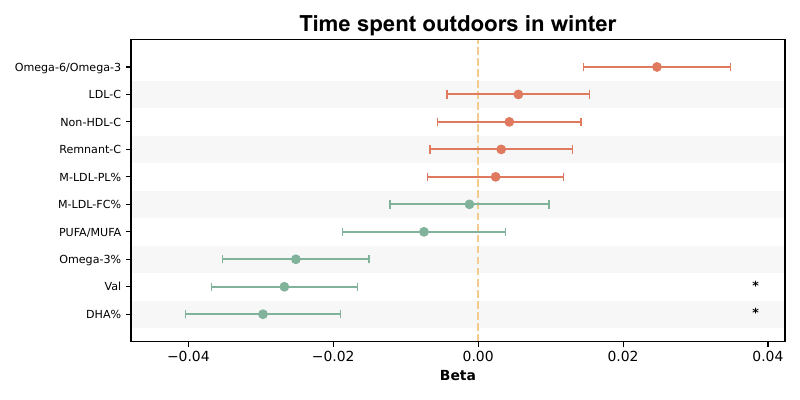 Time spent outdoors in winter
Omega-6/Omega-3
LDL-C
Non-HDL-C
Remnant-C
M-LDL-PL%
M-LDL-FC%
PUFA/MUFA
Omega-3%
Val *
DHA% *
−0.04 −0.02 0.00 0.02 0.04
Beta